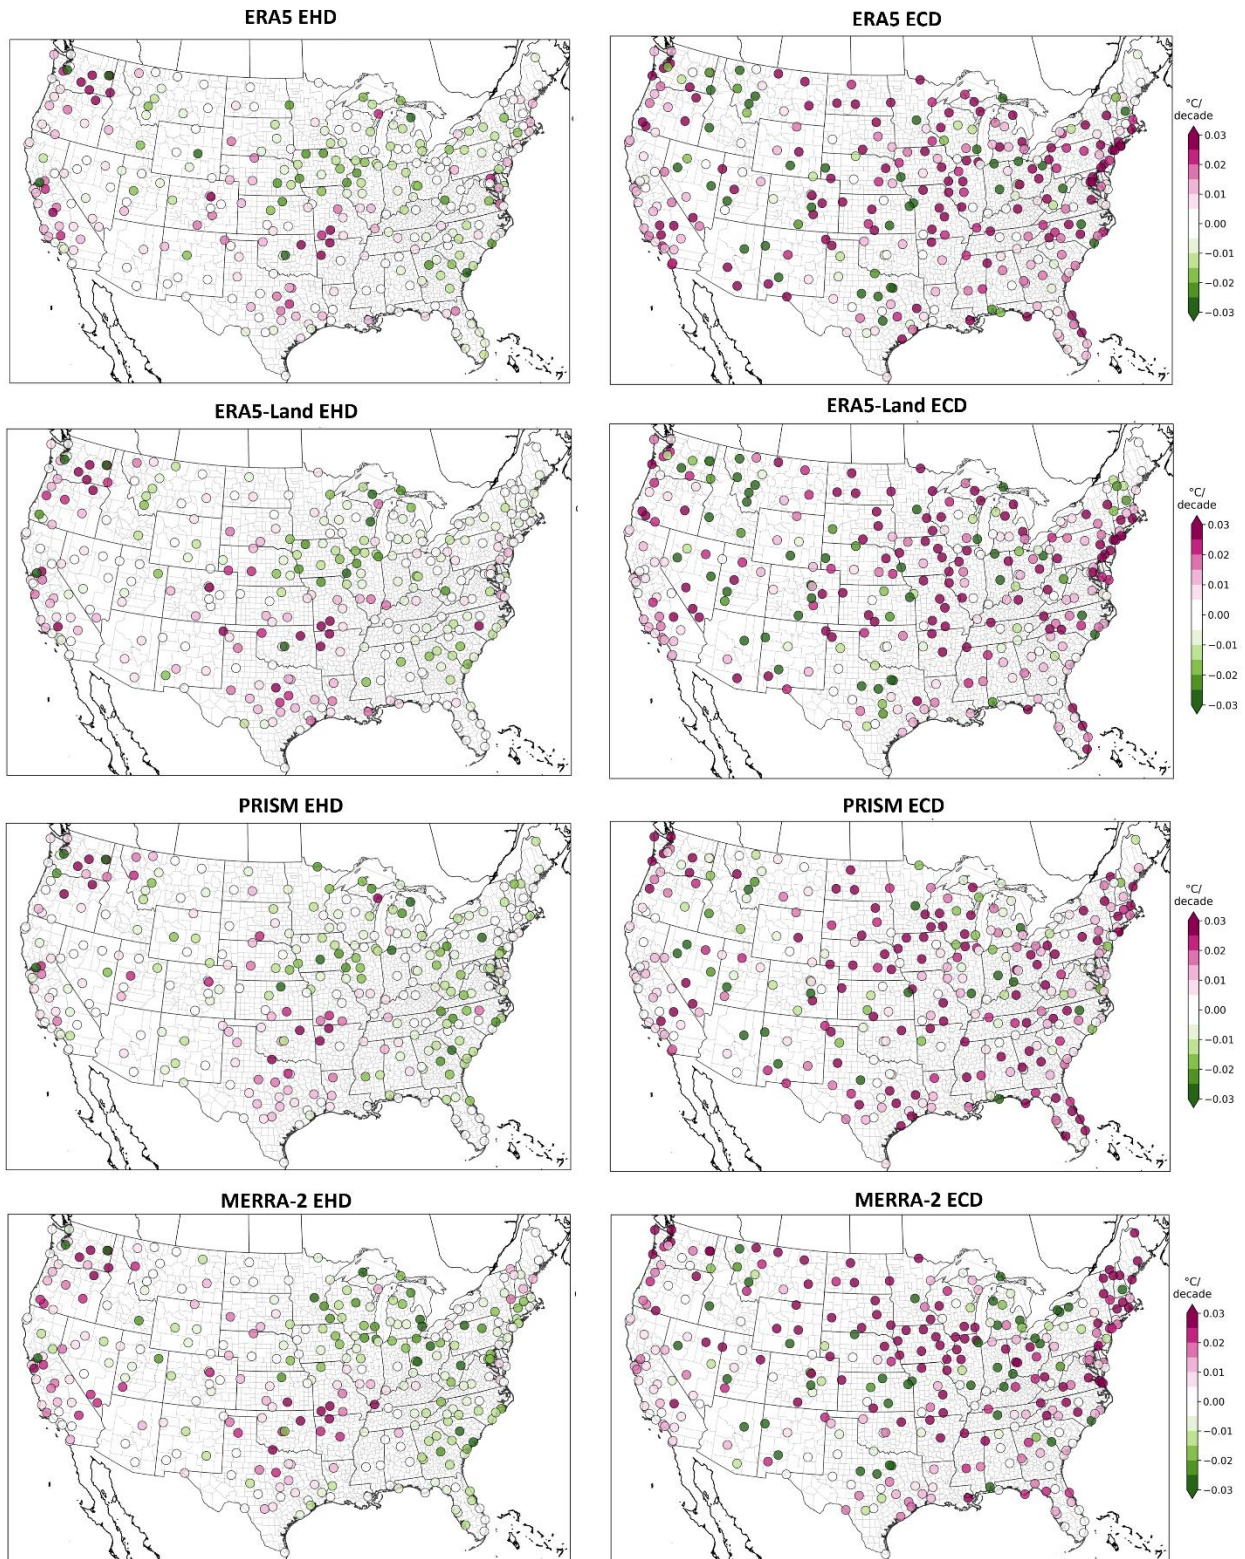 ERA5 EHD
ERA5 ECD
°C/
decade
0.03
0.02
0.01
0.00
−0.01
−0.02
−0.03
ERA5-Land EHD
ERA5-Land ECD
°C/
decade
0.03
0.02
0.01
0.00
−0.01
−0.02
−0.03
PRISM EHD
PRISM ECD
°C/
decade
0.03
0.02
0.01
0.00
−0.01
−0.02
−0.03
MERRA-2 EHD
MERRA-2 ECD
°C/
decade
0.03
0.02
0.01
0.00
−0.01
−0.02
−0.03